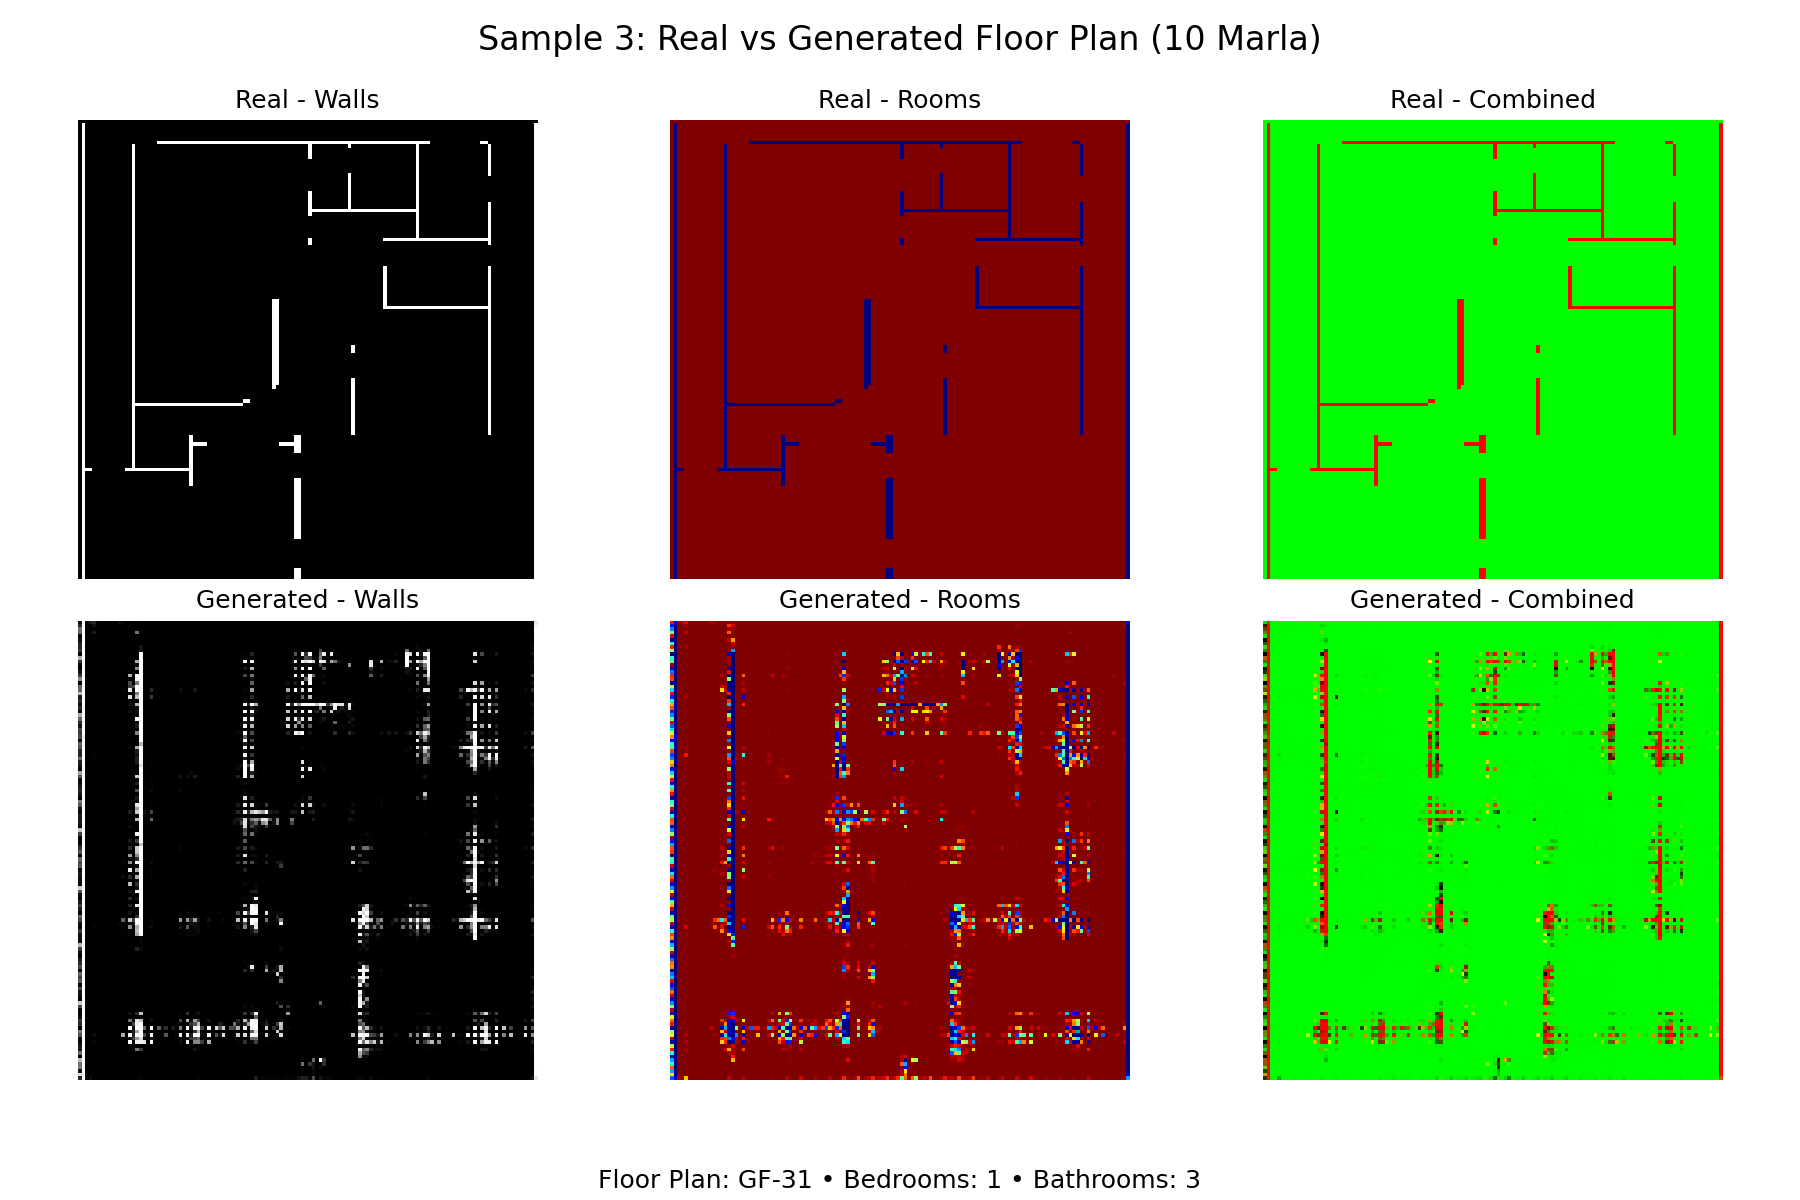 Sample 3: Real vs Generated Floor Plan (10 Marla)
Real - Walls
Real - Rooms
Real - Combined
Generated - Walls
Generated - Rooms
Generated - Combined
Floor Plan: GF-31 • Bedrooms: 1 • Bathrooms: 3